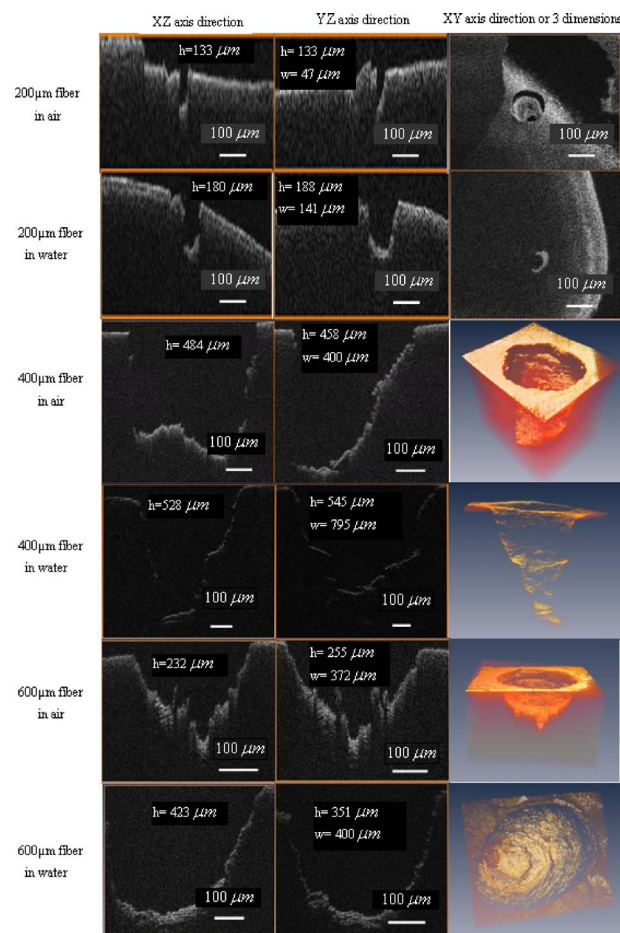 XZ axis direction
YZ axis direction
XY axis direction or 3 dimensions
200μm fiber
in air
h=133 μm
100 μm
h= 133 μm
w= 47 μm
100 μm
100 μm
200μm fiber
in water
h=180 μm
100 μm
h= 188 μm
w= 141 μm
100 μm
100 μm
400μm fiber
in air
h= 484 μm
100 μm
h= 458 μm
w= 400 μm
100 μm
400μm fiber
in water
h=528 μm
100 μm
h= 545 μm
w= 795 μm
100 μm
600μm fiber
in air
h=232 μm
100 μm
h= 255 μm
w= 372 μm
100 μm
600μm fiber
in water
h= 423 μm
100 μm
h= 351 μm
w= 400 μm
100 μm